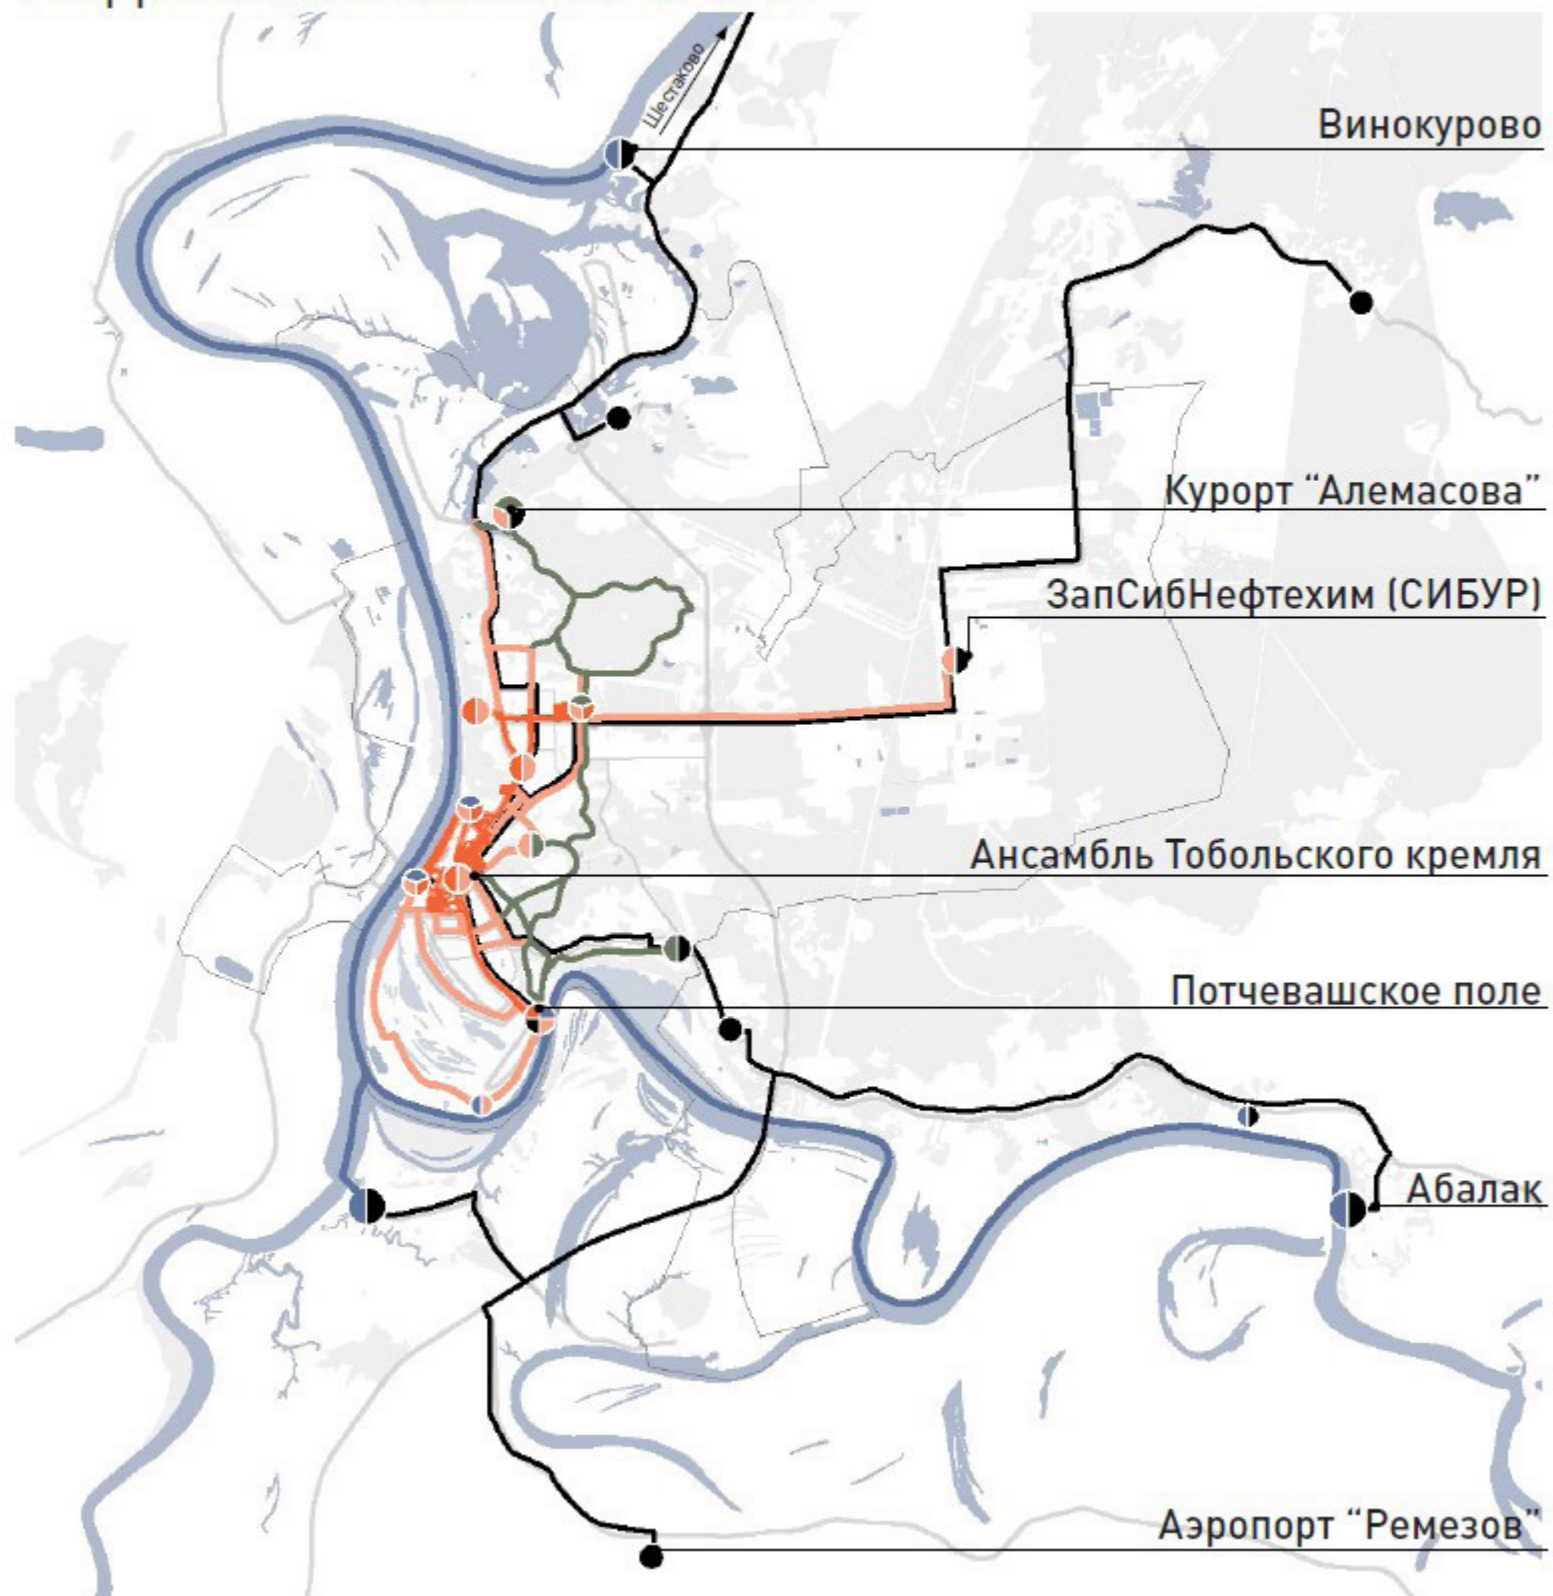 Шестаково
Винокурово
Курорт “Алемасова”
ЗапСибНефтехим (СИБУР)
Ансамбль Тобольского кремля
Потчевашское поле
Абалак
Аэропорт “Ремезов”